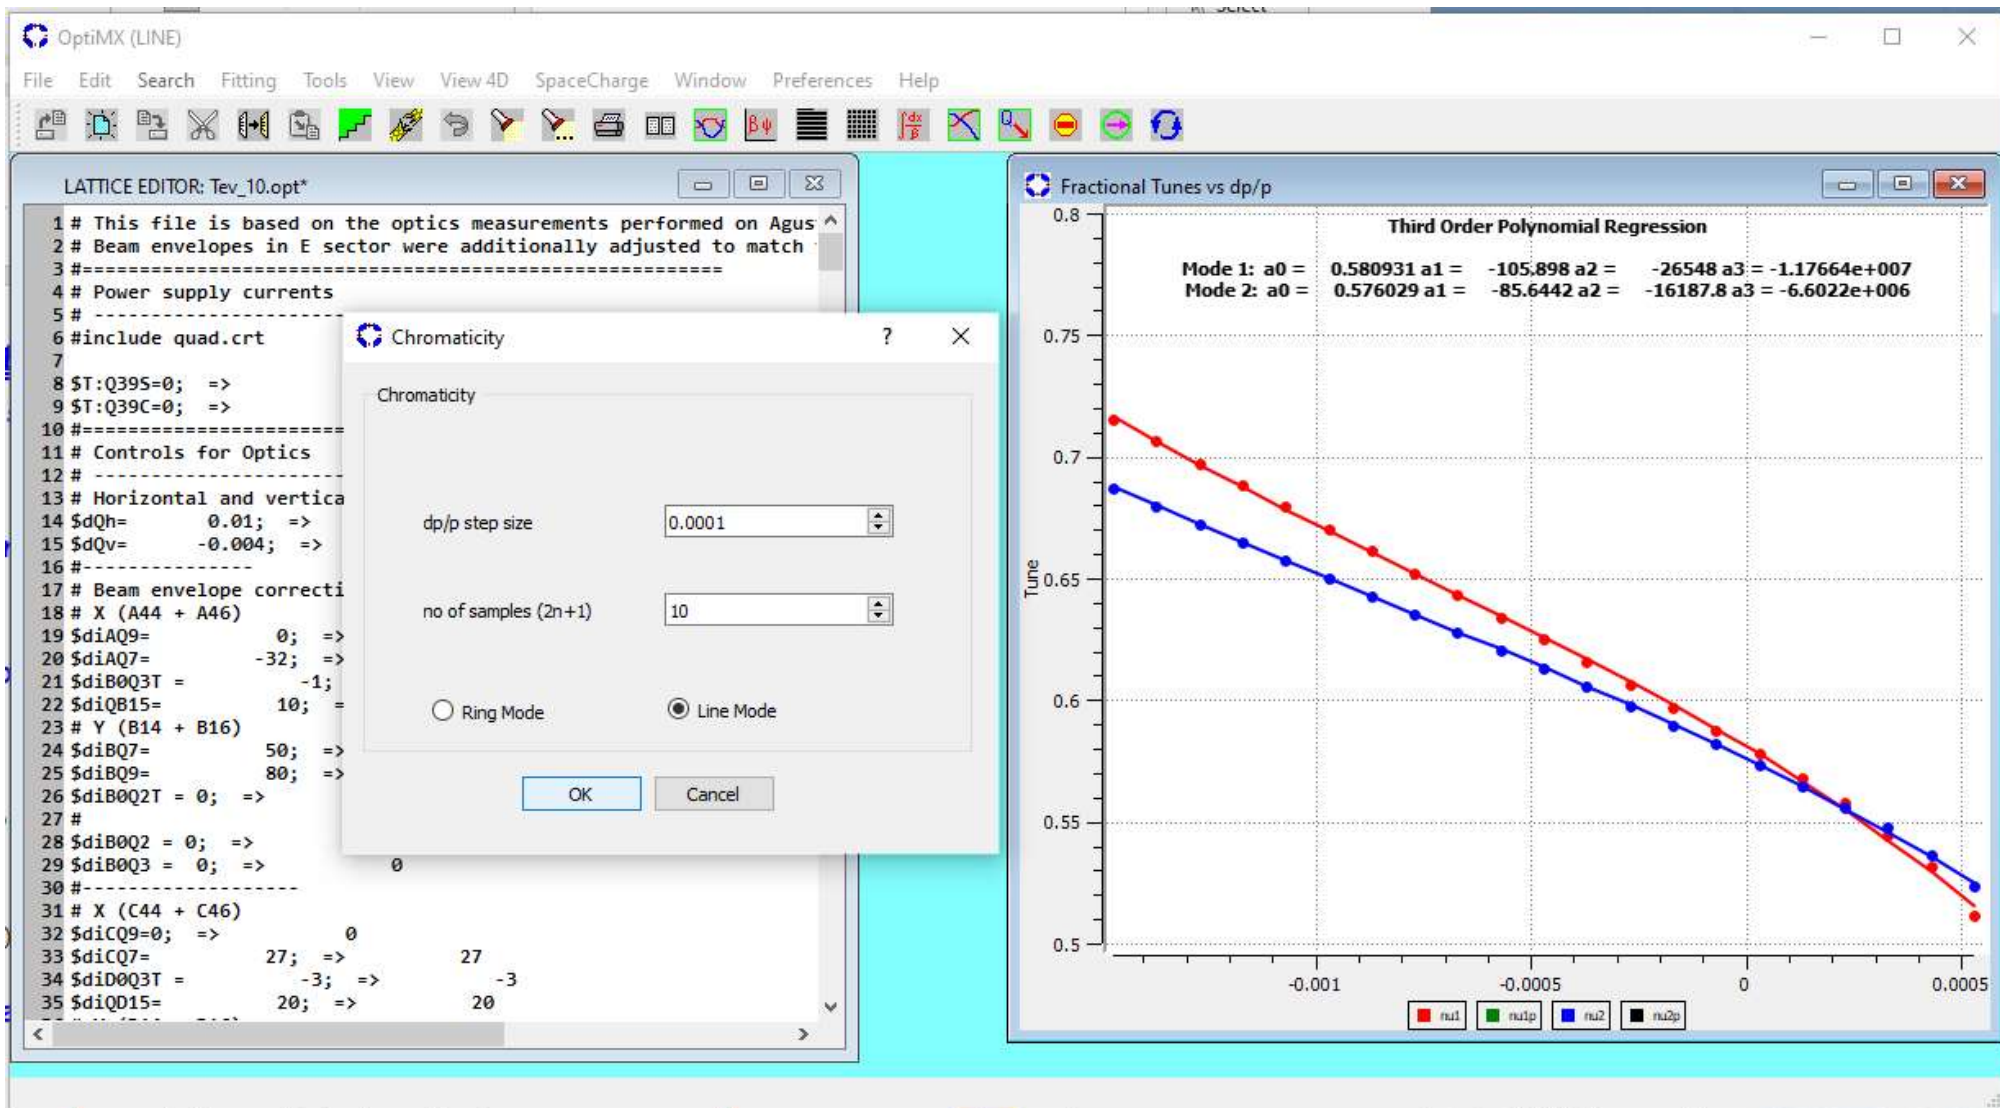 Select
OptiMX (LINE)
File Edit Search Fitting Tools View View 4D SpaceCharge Window Preferences Help
LATTICE EDITOR: Tev_10.opt*
1 # This file is based on the optics measurements performed on Agus
2 # Beam envelopes in E sector were additionally adjusted to match
3 #========================================================
4 # Power supply currents
5 # ----------------------
6 #include quad.crt
7
8 $T:Q39S=0; =>
9 $T:Q39C=0; =>
10 #=======================
11 # Controls for Optics
12 # ----------------------
13 # Horizontal and vertica
14 $dQh= 0.01; =>
15 $dQv= -0.004; =>
16 #---------------
17 # Beam envelope correcti
18 # X (A44 + A46)
19 $diAQ9= 0; =>
20 $diAQ7= -32; =>
21 $diB0Q3T = -1;
22 $diQB15= 10; =
23 # Y (B14 + B16)
24 $diBQ7= 50; =>
25 $diBQ9= 80; =>
26 $diB0Q2T = 0; =>
27 #
28 $diB0Q2 = 0; =>
29 $diB0Q3 = 0; => 0
30 #-------------------
31 # X (C44 + C46)
32 $diCQ9=0; => 0
33 $diCQ7= 27; => 27
34 $diD0Q3T = -3; => -3
35 $diQD15= 20; => 20
Chromaticity ?
Chromaticity
dp/p step size 0.0001
no of samples (2n+1) 10
Ring Mode Line Mode
OK Cancel
Fractional Tunes vs dp/p
Third Order Polynomial Regression
Mode 1: a0 = 0.580931 a1 = -105.898 a2 = -26548 a3 = -1.17664e+007
Mode 2: a0 = 0.576029 a1 = -85.6442 a2 = -16187.8 a3 = -6.6022e+006
0.8
0.75
0.7
0.65
0.6
0.55
0.5
Tune
-0.001 -0.0005 0 0.0005
nu1 nu1p nu2 nu2p